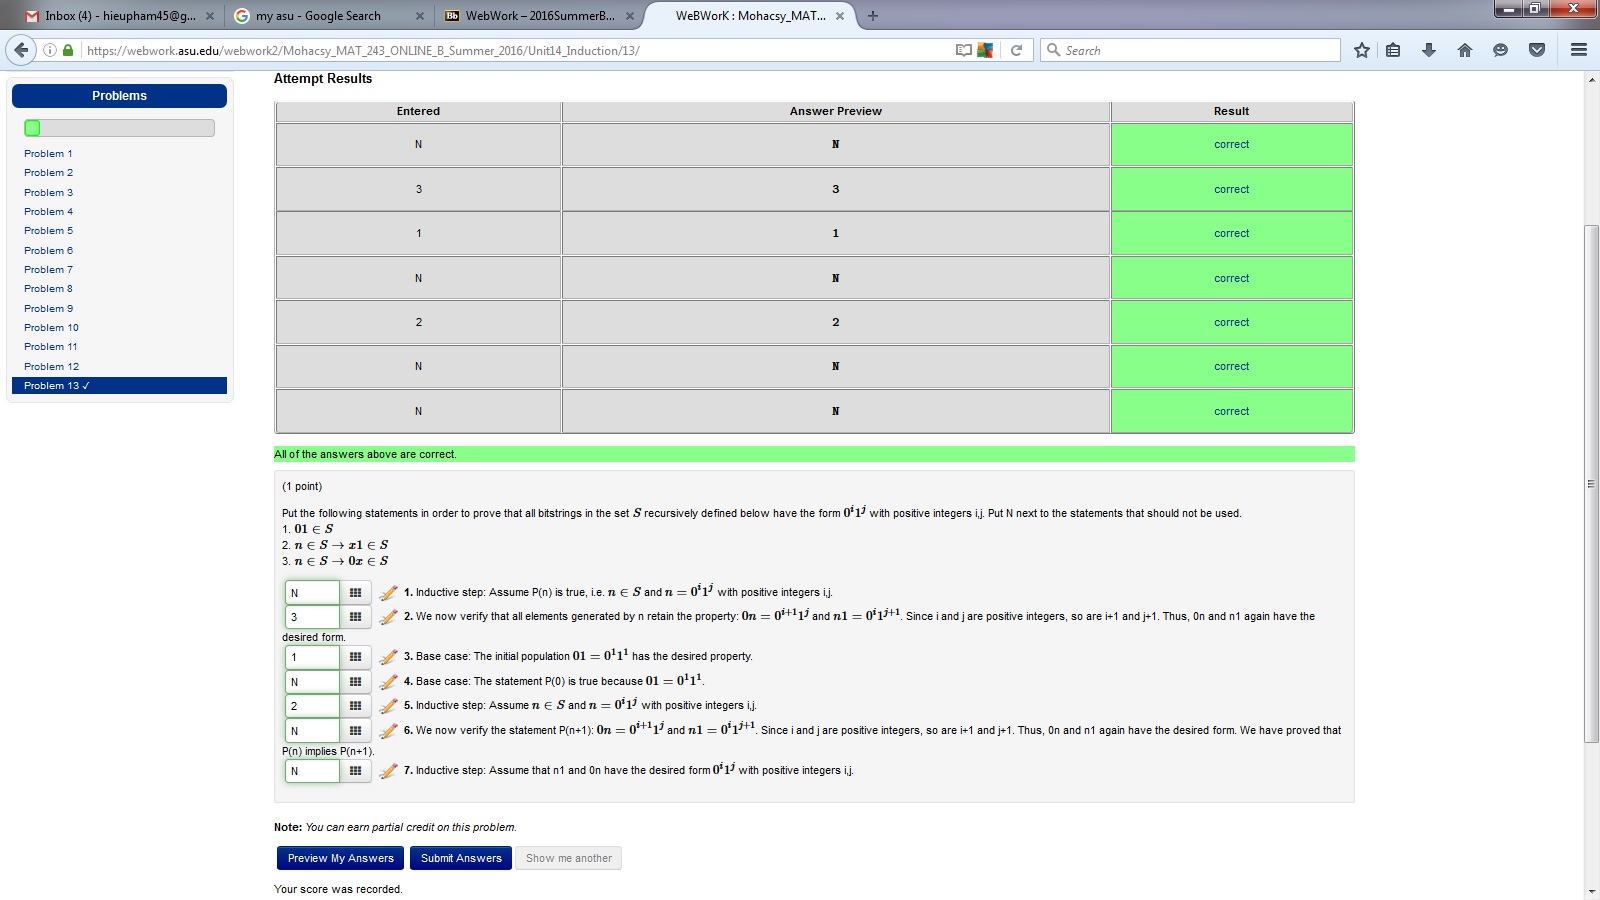 Inbox (4) - hieupham45@g...
my asu - Google Search
Bb WebWork – 2016SummerB...
WeBWorK : Mohacsy_MAT...
https://webwork.asu.edu/webwork2/Mohacsy_MAT_243_ONLINE_B_Summer_2016/Unit14_Induction/13/
Search
Problems
Problem 1
Problem 2
Problem 3
Problem 4
Problem 5
Problem 6
Problem 7
Problem 8
Problem 9
Problem 10
Problem 11
Problem 12
Problem 13 ✓
Attempt Results
Entered Answer Preview Result
N N correct
3 3 correct
1 1 correct
N N correct
2 2 correct
N N correct
N N correct
All of the answers above are correct.
(1 point)
Put the following statements in order to prove that all bitstrings in the set S recursively defined below have the form 0^i1^j with positive integers i,j. Put N next to the statements that should not be used.
1. 01 ∈ S
2. n ∈ S → x1 ∈ S
3. n ∈ S → 0x ∈ S
N 1. Inductive step: Assume P(n) is true, i.e. n ∈ S and n = 0^i1^j with positive integers i,j.
3 2. We now verify that all elements generated by n retain the property: 0n = 0^{i+1}1^j and n1 = 0^i1^{j+1}. Since i and j are positive integers, so are i+1 and j+1. Thus, 0n and n1 again have the
desired form.
1 3. Base case: The initial population 01 = 0^11^1 has the desired property.
N 4. Base case: The statement P(0) is true because 01 = 0^11^1.
2 5. Inductive step: Assume n ∈ S and n = 0^i1^j with positive integers i,j.
N 6. We now verify the statement P(n+1): 0n = 0^{i+1}1^j and n1 = 0^i1^{j+1}. Since i and j are positive integers, so are i+1 and j+1. Thus, 0n and n1 again have the desired form. We have proved that
P(n) implies P(n+1).
N 7. Inductive step: Assume that n1 and 0n have the desired form 0^i1^j with positive integers i,j.
Note: You can earn partial credit on this problem.
Preview My Answers Submit Answers Show me another
Your score was recorded.